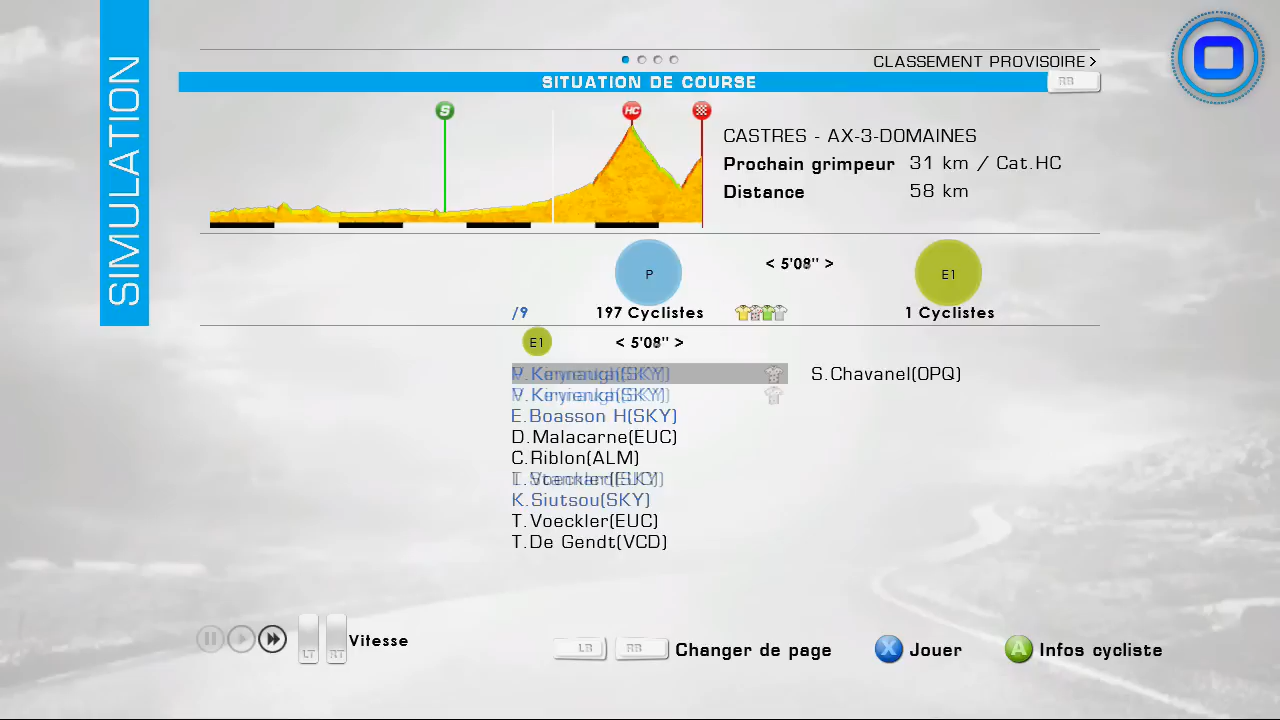 SIMULATION
CLASSEMENT PROVISOIRE >
SITUATION DE COURSE
RB
S
HC
CASTRES - AX-3-DOMAINES
Prochain grimpeur 31 km / Cat.HC
Distance 58 km
P
< 5'08'' >
E1
/9
197 Cyclistes
1 Cyclistes
E1
< 5'08'' >
S.Chavanel(OPQ)
E.Boasson H(SKY)
D.Malacarne(EUC)
C.Riblon(ALM)
K.Siutsou(SKY)
T.Voeckler(EUC)
T.De Gendt(VCD)
LT
RT
Vitesse
LB
RB
Changer de page
X
Jouer
A
Infos cycliste